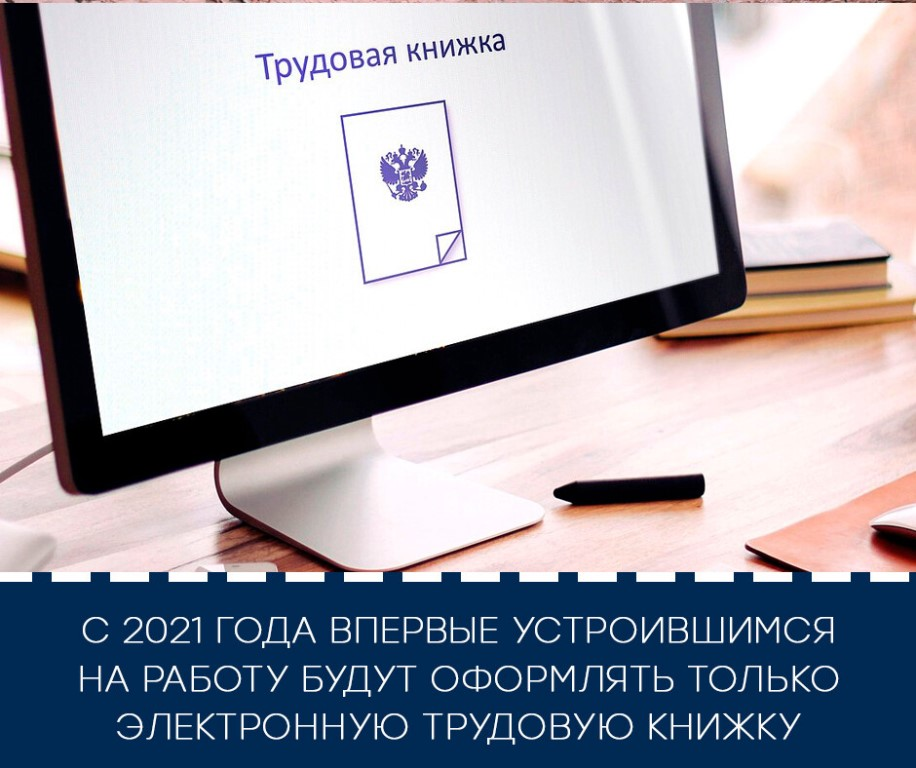 Трудовая книжка
С 2021 ГОДА ВПЕРВЫЕ УСТРОИВШИМСЯ
НА РАБОТУ БУДУТ ОФОРМЛЯТЬ ТОЛЬКО
ЭЛЕКТРОННУЮ ТРУДОВУЮ КНИЖКУ